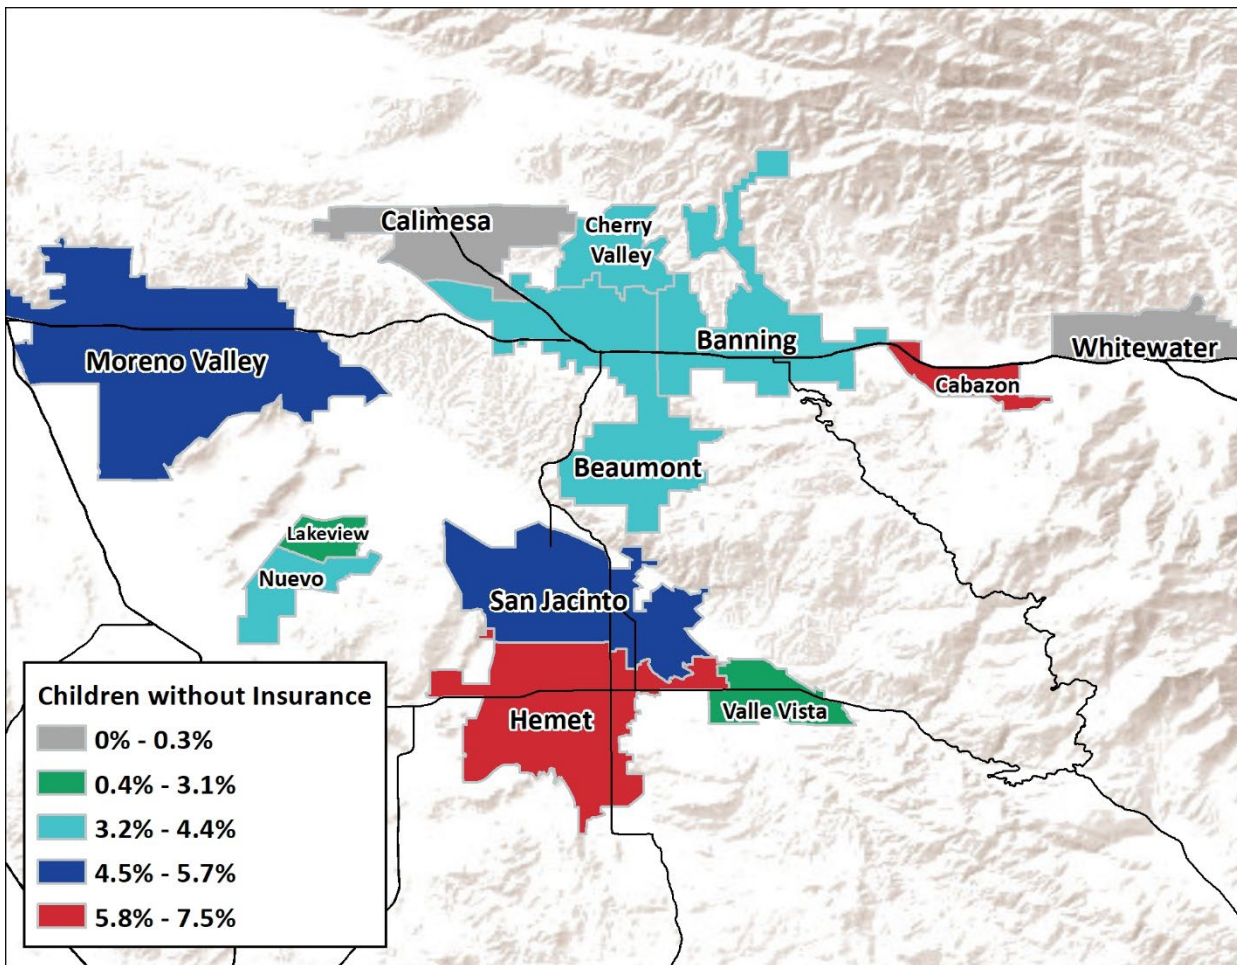 Calimesa
Cherry
Valley
Moreno Valley
Banning
Whitewater
Cabazon
Beaumont
Lakeview
Nuevo
San Jacinto
Hemet
Valle Vista
Children without Insurance
0% - 0.3%
0.4% - 3.1%
3.2% - 4.4%
4.5% - 5.7%
5.8% - 7.5%